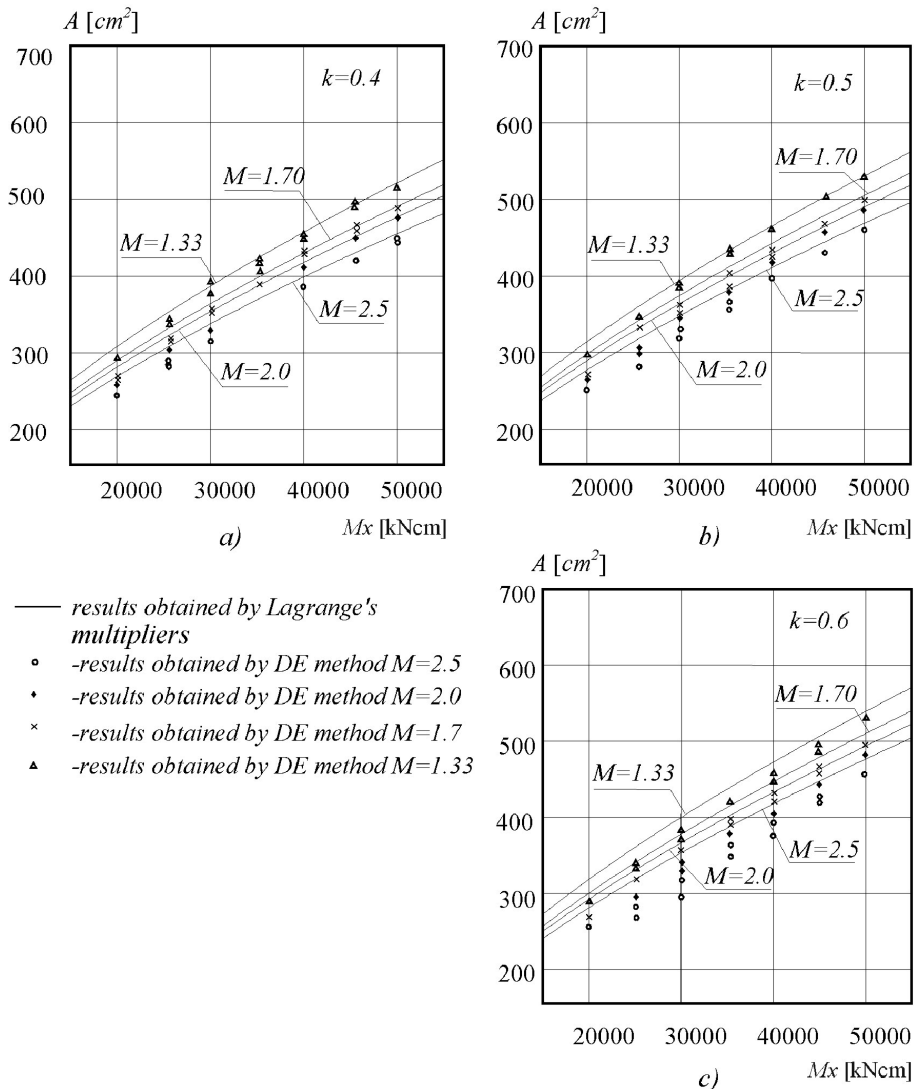 A [cm²]
700
600
500
400
300
200
k=0.4
M=1.70
M=1.33
M=2.5
M=2.0
20000 30000 40000 50000
Mx [kNcm]
a)
A [cm²]
700
600
500
400
300
200
k=0.5
M=1.70
M=1.33
M=2.5
M=2.0
20000 30000 40000 50000
Mx [kNcm]
b)
results obtained by Lagrange's
multipliers
-results obtained by DE method M=2.5
-results obtained by DE method M=2.0
-results obtained by DE method M=1.7
-results obtained by DE method M=1.33
A [cm²]
700
600
500
400
300
200
k=0.6
M=1.70
M=1.33
M=2.5
M=2.0
20000 30000 40000 50000
Mx [kNcm]
c)